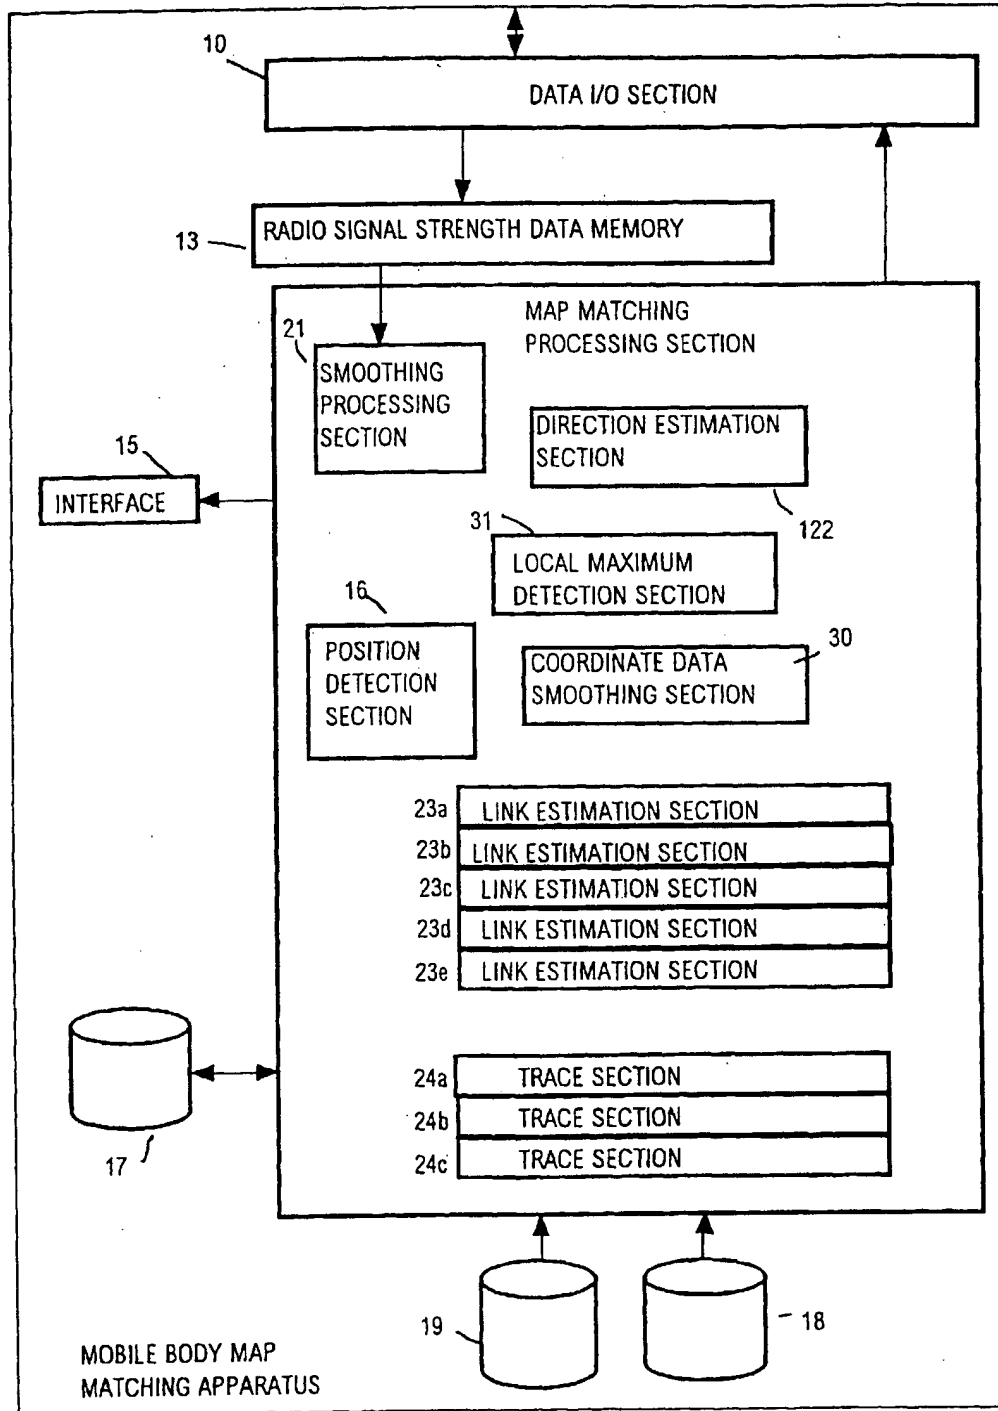 10
DATA I/O SECTION
13
RADIO SIGNAL STRENGTH DATA MEMORY
MAP MATCHING
PROCESSING SECTION
21
SMOOTHING
PROCESSING
SECTION
DIRECTION ESTIMATION
SECTION
122
15
INTERFACE
31
LOCAL MAXIMUM
DETECTION SECTION
16
POSITION
DETECTION
SECTION
30
COORDINATE DATA
SMOOTHING SECTION
23a LINK ESTIMATION SECTION
23b LINK ESTIMATION SECTION
23c LINK ESTIMATION SECTION
23d LINK ESTIMATION SECTION
23e LINK ESTIMATION SECTION
17
24a TRACE SECTION
24b TRACE SECTION
24c TRACE SECTION
19
18
MOBILE BODY MAP
MATCHING APPARATUS